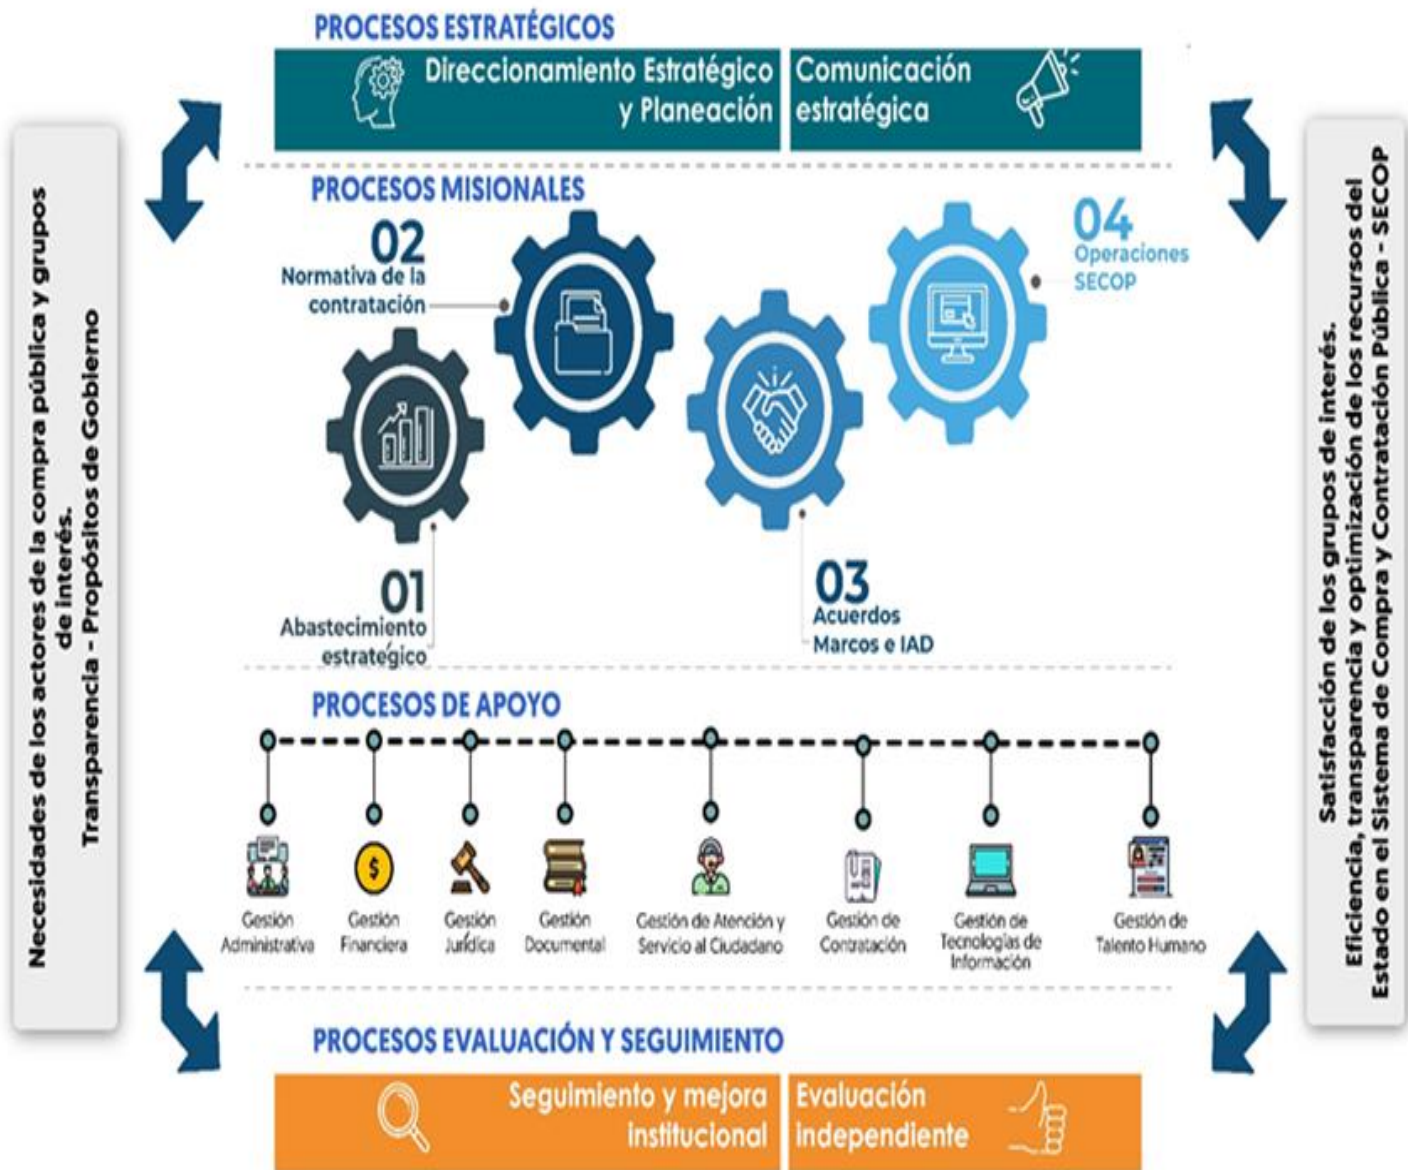 PROCESOS ESTRATÉGICOS
Direccionamiento Estratégico
y Planeación
Comunicación
estratégica
Necesidades de los actores de la compra pública y grupos
de interés.
Transparencia - Propósitos de Gobierno
PROCESOS MISIONALES
02
Normativa de la
contratación
04
Operaciones
SECOP
01
Abastecimiento
estratégico
03
Acuerdos
Marcos e IAD
PROCESOS DE APOYO
Gestión
Administrativa
Gestión
Financiera
Gestión
Jurídica
Gestión
Documental
Gestión de Atención y
Servicio al Ciudadano
Gestión de
Contratación
Gestión de
Tecnologías de
Información
Gestión de
Talento Humano
PROCESOS EVALUACIÓN Y SEGUIMIENTO
Seguimiento y mejora
institucional
Evaluación
independiente
Satisfacción de los grupos de interés.
Eficiencia, transparencia y optimización de los recursos del
Estado en el Sistema de Compra y Contratación Pública - SECOP